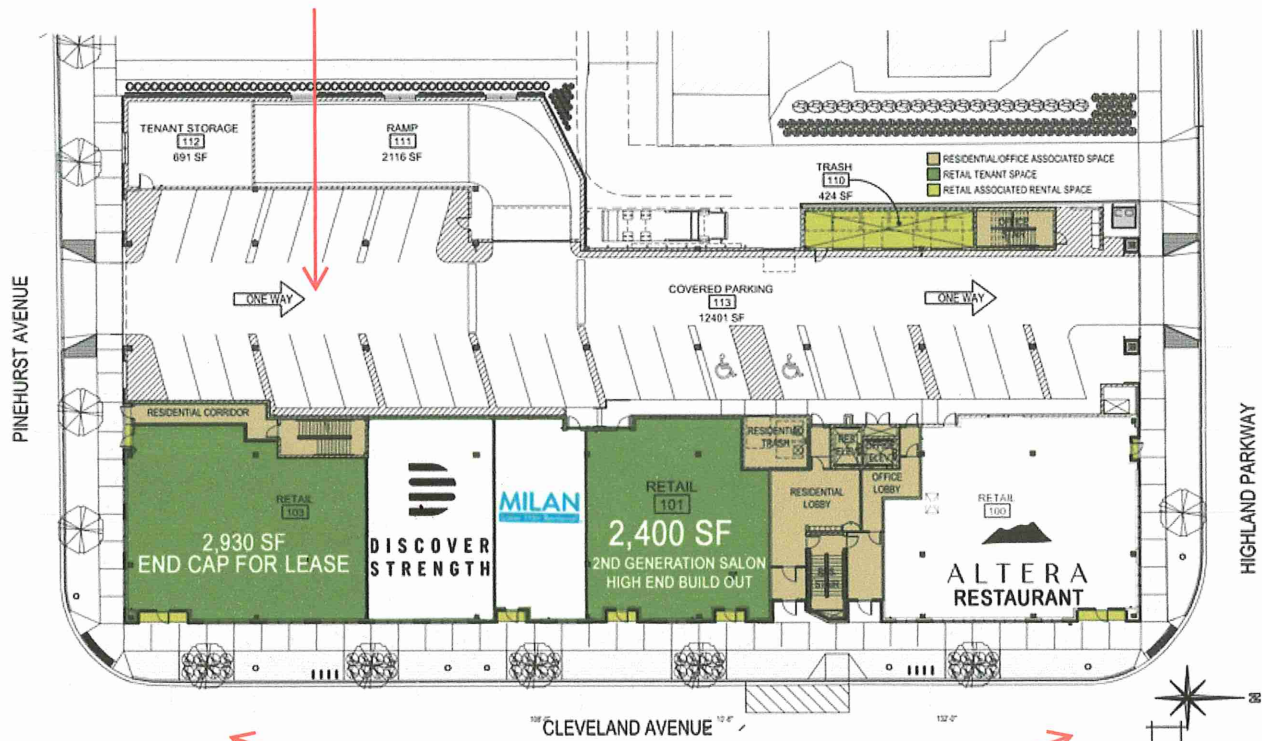 TENANT STORAGE
112
691 SF
RAMP
111
2116 SF
TRASH
110
424 SF
RESIDENTIAL/OFFICE ASSOCIATED SPACE
RETAIL TENANT SPACE
RETAIL ASSOCIATED RENTAL SPACE
PINEHURST AVENUE
ONE WAY
COVERED PARKING
113
12401 SF
ONE WAY
HIGHLAND PARKWAY
RESIDENTIAL CORRIDOR
RETAIL
103
2,930 SF
END CAP FOR LEASE
DISCOVER
STRENGTH
MILAN
RETAIL
101
2,400 SF
2ND GENERATION SALON
HIGH END BUILD OUT
RESIDENTIAL
TRASH
RESIDENTIAL
LOBBY
OFFICE
LOBBY
RETAIL
100
ALTERA
RESTAURANT
CLEVELAND AVENUE
132'-0"